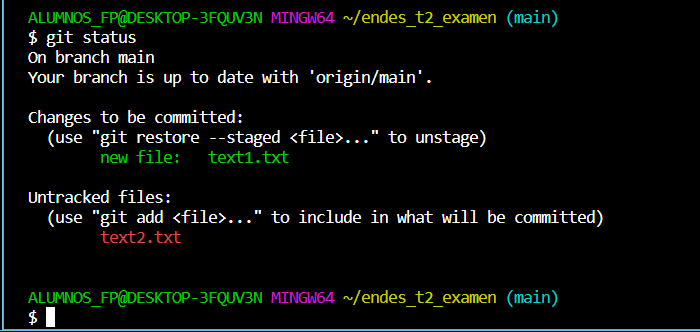 ALUMNOS_FP@DESKTOP-3FQUV3N MINGW64 ~/endes_t2_examen (main)
$ git status
On branch main
Your branch is up to date with 'origin/main'.

Changes to be committed:
  (use "git restore --staged <file>..." to unstage)
        new file:   text1.txt

Untracked files:
  (use "git add <file>..." to include in what will be committed)
        text2.txt


ALUMNOS_FP@DESKTOP-3FQUV3N MINGW64 ~/endes_t2_examen (main)
$